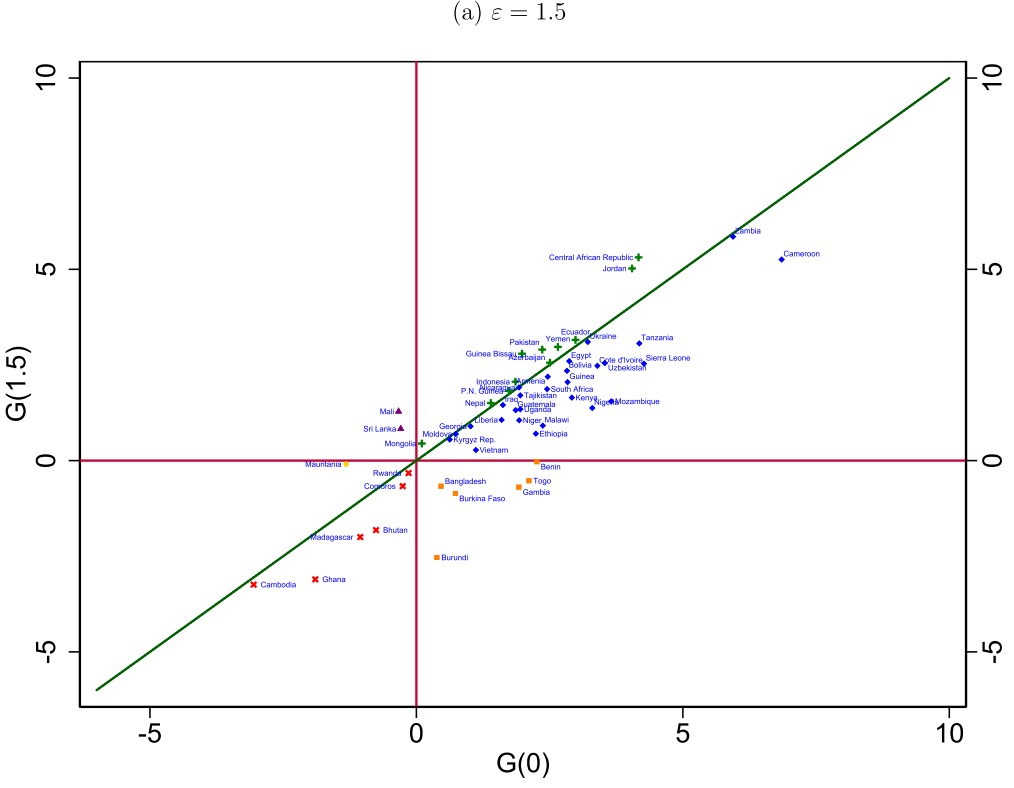 (a) ε = 1.5
10
10
Zambia
Cameroon
Central African Republic
5
Jordan
5
Ecuador
Ukraine
Tanzania
Yemen
Pakistan
Guinea Bissau
Azerbaijan
Egypt
Cote d'Ivoire
Sierra Leone
Bolivia
Uzbekistan
Guinea
Indonesia
Armenia
Nicaragua
P.N. Guinea
South Africa
Tajikistan
Kenya
Nepal
Iraq
Guatemala
Nigeria
Mozambique
Mali
Uganda
Liberia
Niger
Malawi
Sri Lanka
Georgia
Moldova
Ethiopia
Kyrgyz Rep.
Mongolia
Vietnam
0
Mauritania
0
Benin
Rwanda
Comoros
Bangladesh
Togo
Gambia
Burkina Faso
Bhutan
Madagascar
Burundi
Ghana
Cambodia
-5
-5
G(1.5)
-5
0
5
10
G(0)